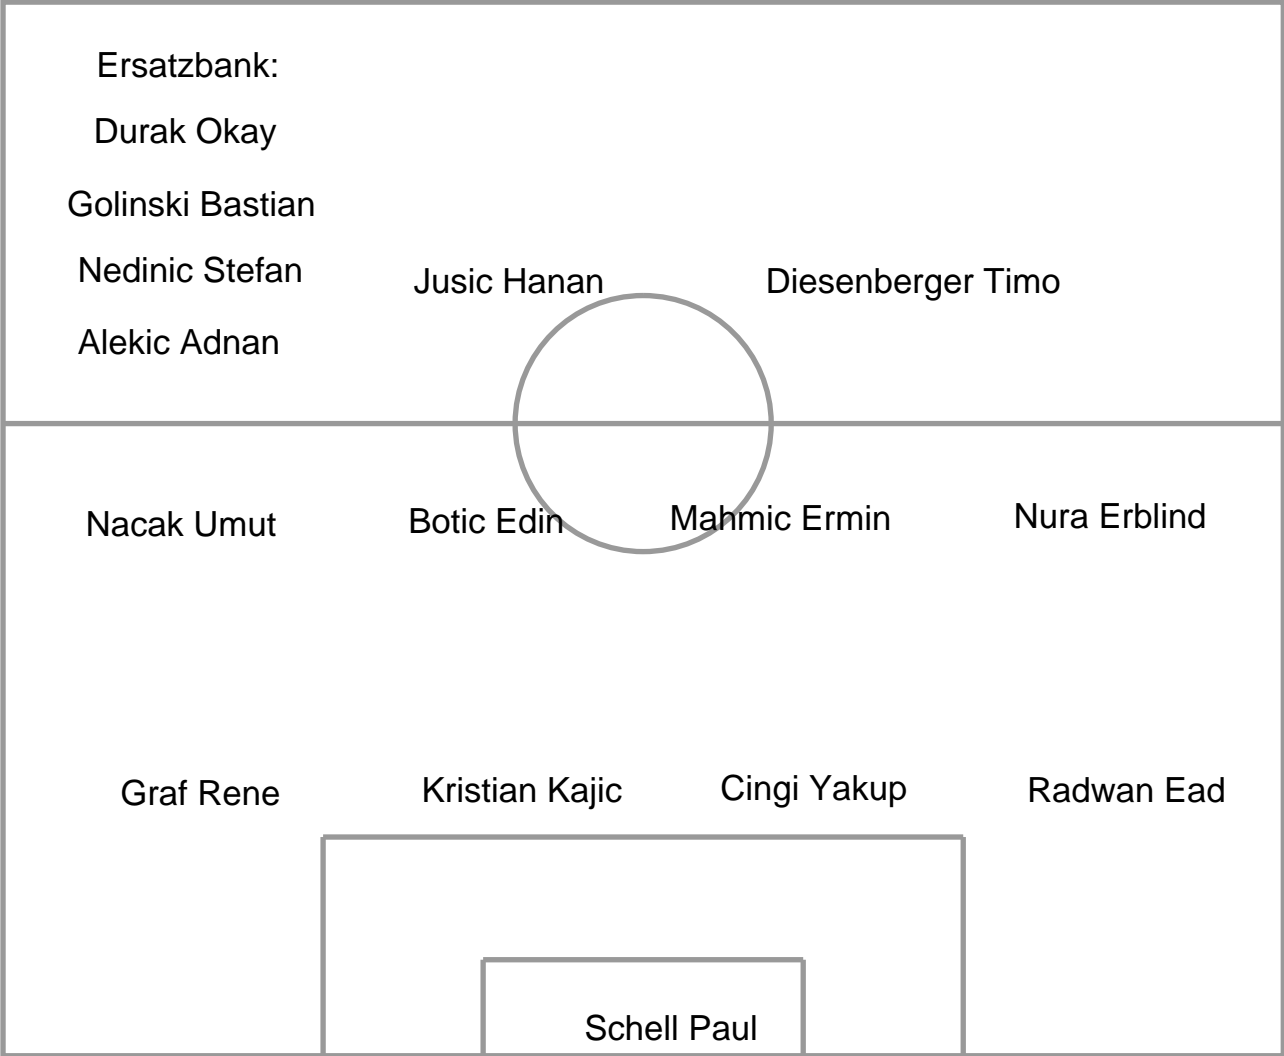 Ersatzbank:
Durak Okay
Golinski Bastian
Nedinic Stefan
Alekic Adnan
Jusic Hanan
Diesenberger Timo
Nacak Umut
Botic Edin
Mahmic Ermin
Nura Erblind
Graf Rene
Kristian Kajic
Cingi Yakup
Radwan Ead
Schell Paul